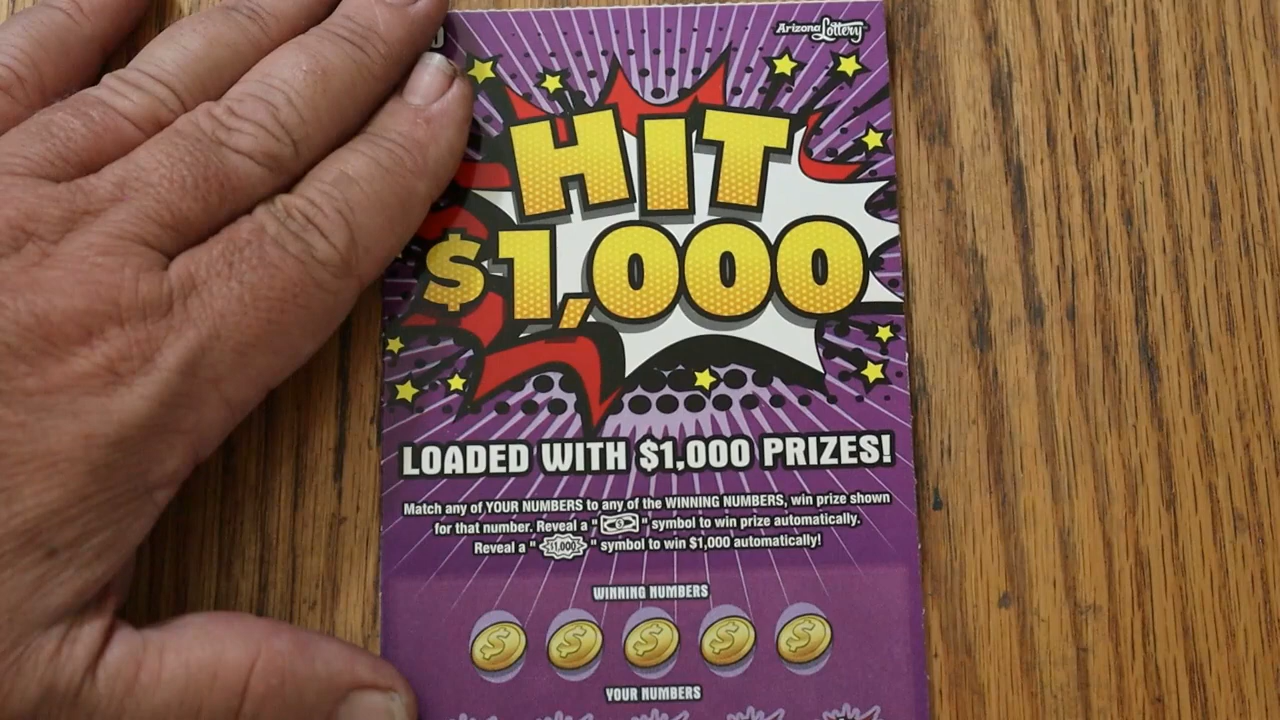 Arizona Lottery
HIT
$1,000
LOADED WITH $1,000 PRIZES!
Match any of YOUR NUMBERS to any of the WINNING NUMBERS, win prize shown
for that number. Reveal a " $ " symbol to win prize automatically.
Reveal a " $1,000 " symbol to win $1,000 automatically!
WINNING NUMBERS
$ $ $ $ $
YOUR NUMBERS